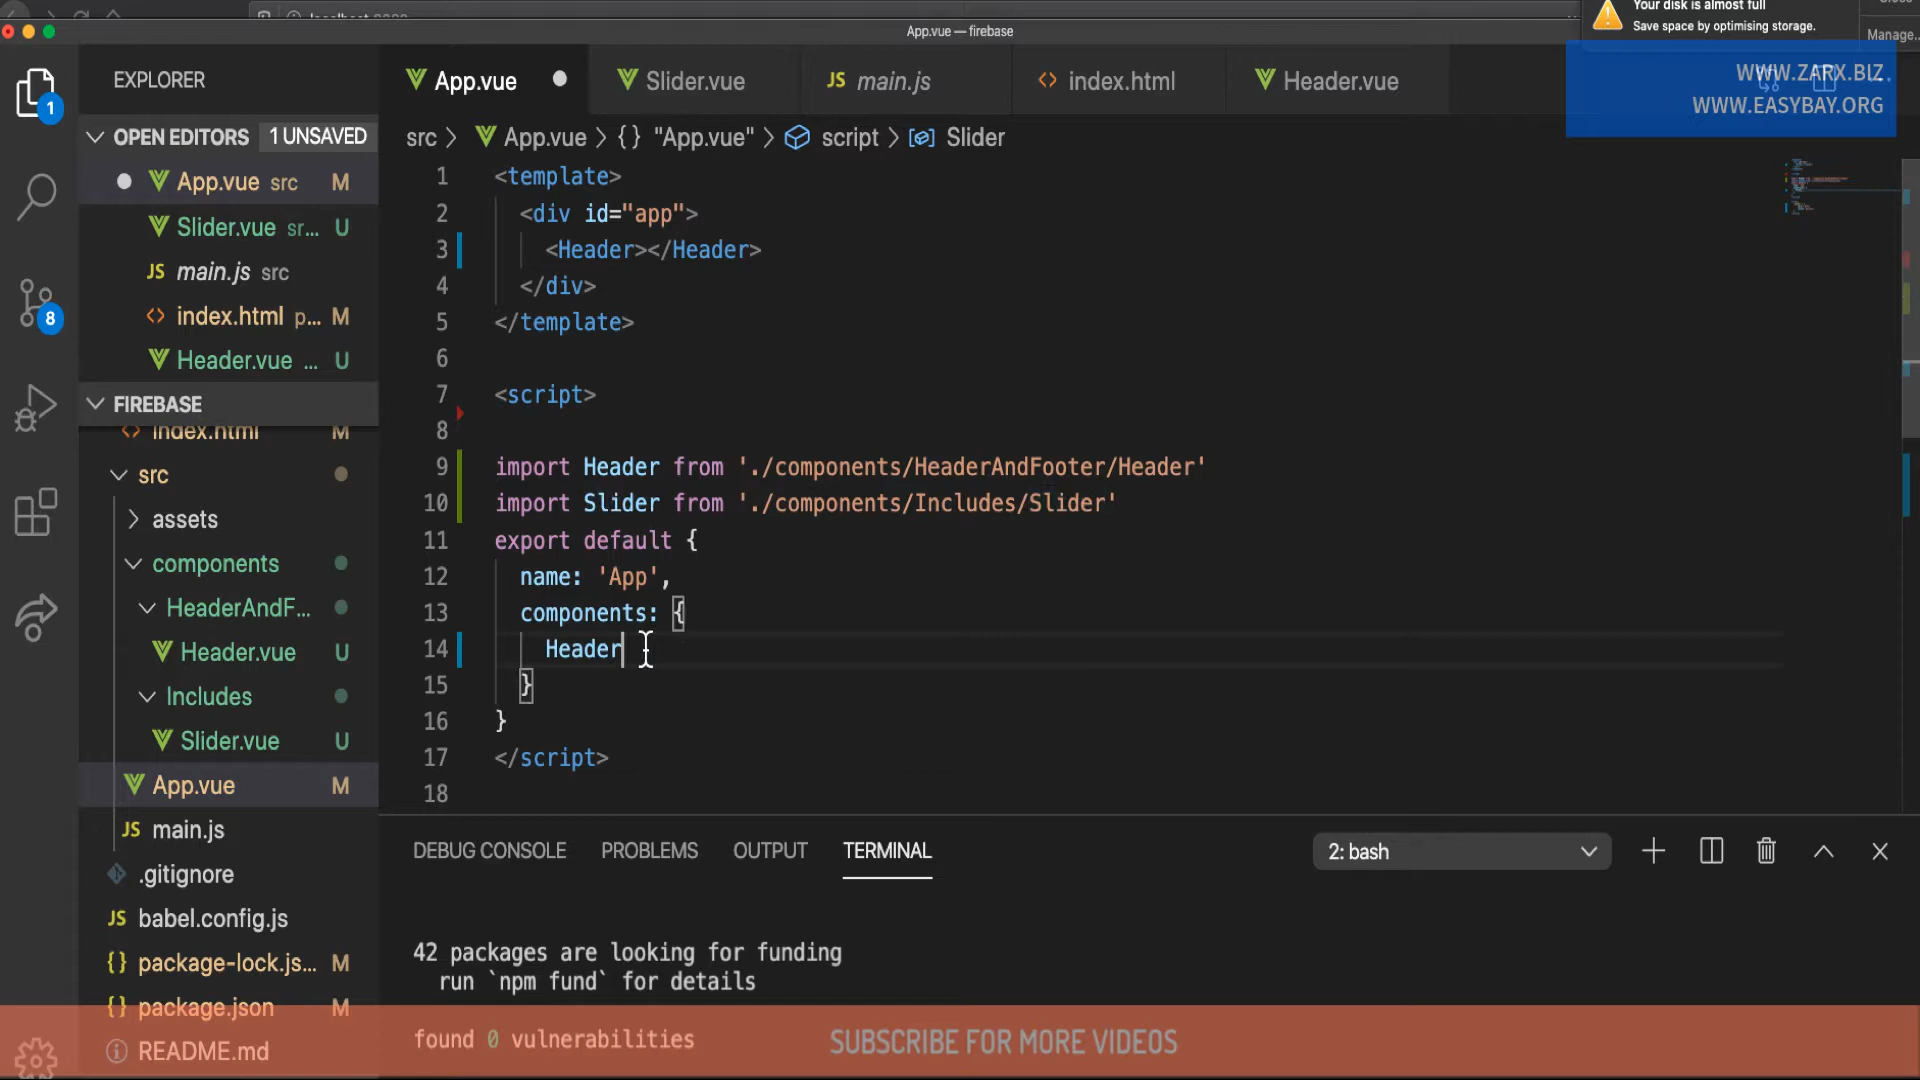 localhost
App.vue — firebase
Your disk is almost full
Save space by optimising storage.
Manage...
WWW.ZARX.BIZ
WWW.EASYBAY.ORG
EXPLORER
App.vue
Slider.vue
JS main.js
<> index.html
Header.vue
OPEN EDITORS 1 UNSAVED
src > App.vue > {} "App.vue" > script > Slider
App.vue src M
Slider.vue sr... U
JS main.js src
<> index.html p... M
Header.vue ... U
FIREBASE
<> index.html M
src
assets
components
HeaderAndF...
Header.vue U
Includes
Slider.vue U
App.vue M
JS main.js
.gitignore
JS babel.config.js
{} package-lock.js... M
{} package.json M
README.md
1
8
1 <template>
2 <div id="app">
3 <Header></Header>
4 </div>
5 </template>
6
7 <script>
8
9 import Header from './components/HeaderAndFooter/Header'
10 import Slider from './components/Includes/Slider'
11 export default {
12 name: 'App',
13 components: {
14 Header
15 }
16 }
17 </script>
18
DEBUG CONSOLE PROBLEMS OUTPUT TERMINAL 2: bash
42 packages are looking for funding
run `npm fund` for details
found 0 vulnerabilities
SUBSCRIBE FOR MORE VIDEOS